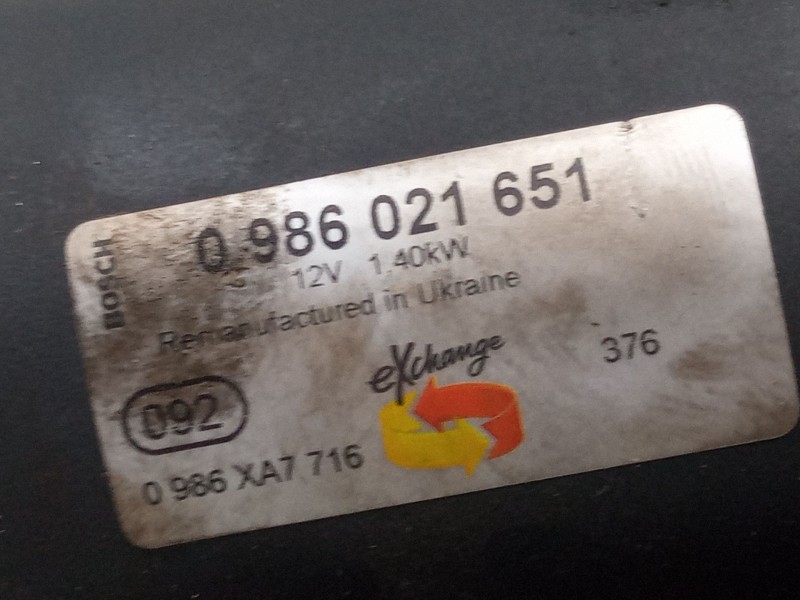 BOSCH
0 986 021 651
12V 1,40kW
Remanufactured in Ukraine
eXchange
376
092
0 986 XA7 716